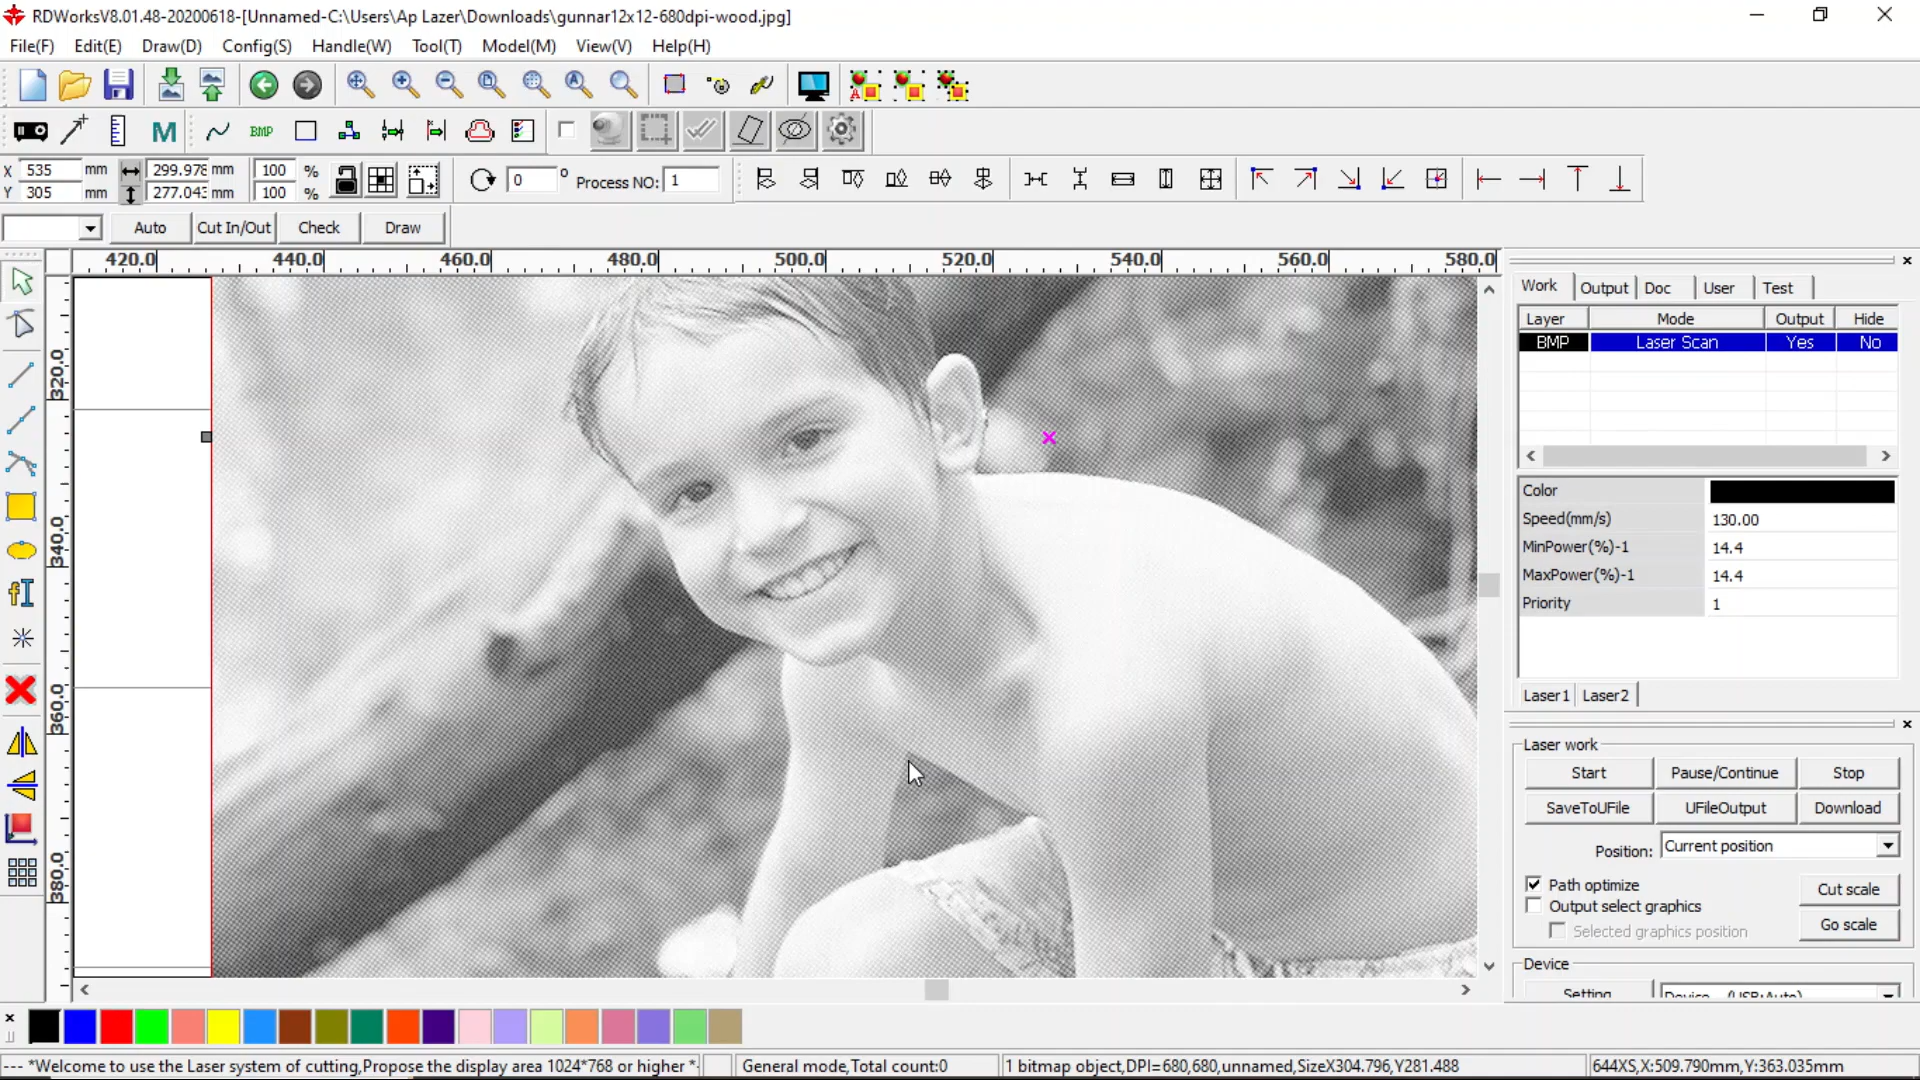 RDWorksV8.01.48-20200618-[Unnamed-C:\Users\Ap Lazer\Downloads\gunnar12x12-680dpi-wood.jpg]
File(F) Edit(E) Draw(D) Config(S) Handle(W) Tool(T) Model(M) View(V) Help(H)
M BMP
X 535 mm 299.978 mm 100 %
Y 305 mm 277.043 mm 100 %
0 ° Process NO: 1
Auto Cut In/Out Check Draw
420.0 440.0 460.0 480.0 500.0 520.0 540.0 560.0 580.0
320.0
340.0
360.0
380.0
Work Output Doc User Test
Layer Mode Output Hide
BMP Laser Scan Yes No
Color
Speed(mm/s) 130.00
MinPower(%)-1 14.4
MaxPower(%)-1 14.4
Priority 1
Laser1 Laser2
Laser work
Start Pause/Continue Stop
SaveToUFile UFileOutput Download
Position: Current position
Path optimize
Cut scale
Output select graphics
Go scale
Selected graphics position
Device
Setting Device---(USB:Auto)
--- *Welcome to use the Laser system of cutting,Propose the display area 1024*768 or higher *- General mode,Total count:0 1 bitmap object,DPI=680,680,unnamed,SizeX304.796,Y281.488 644XS,X:509.790mm,Y:363.035mm